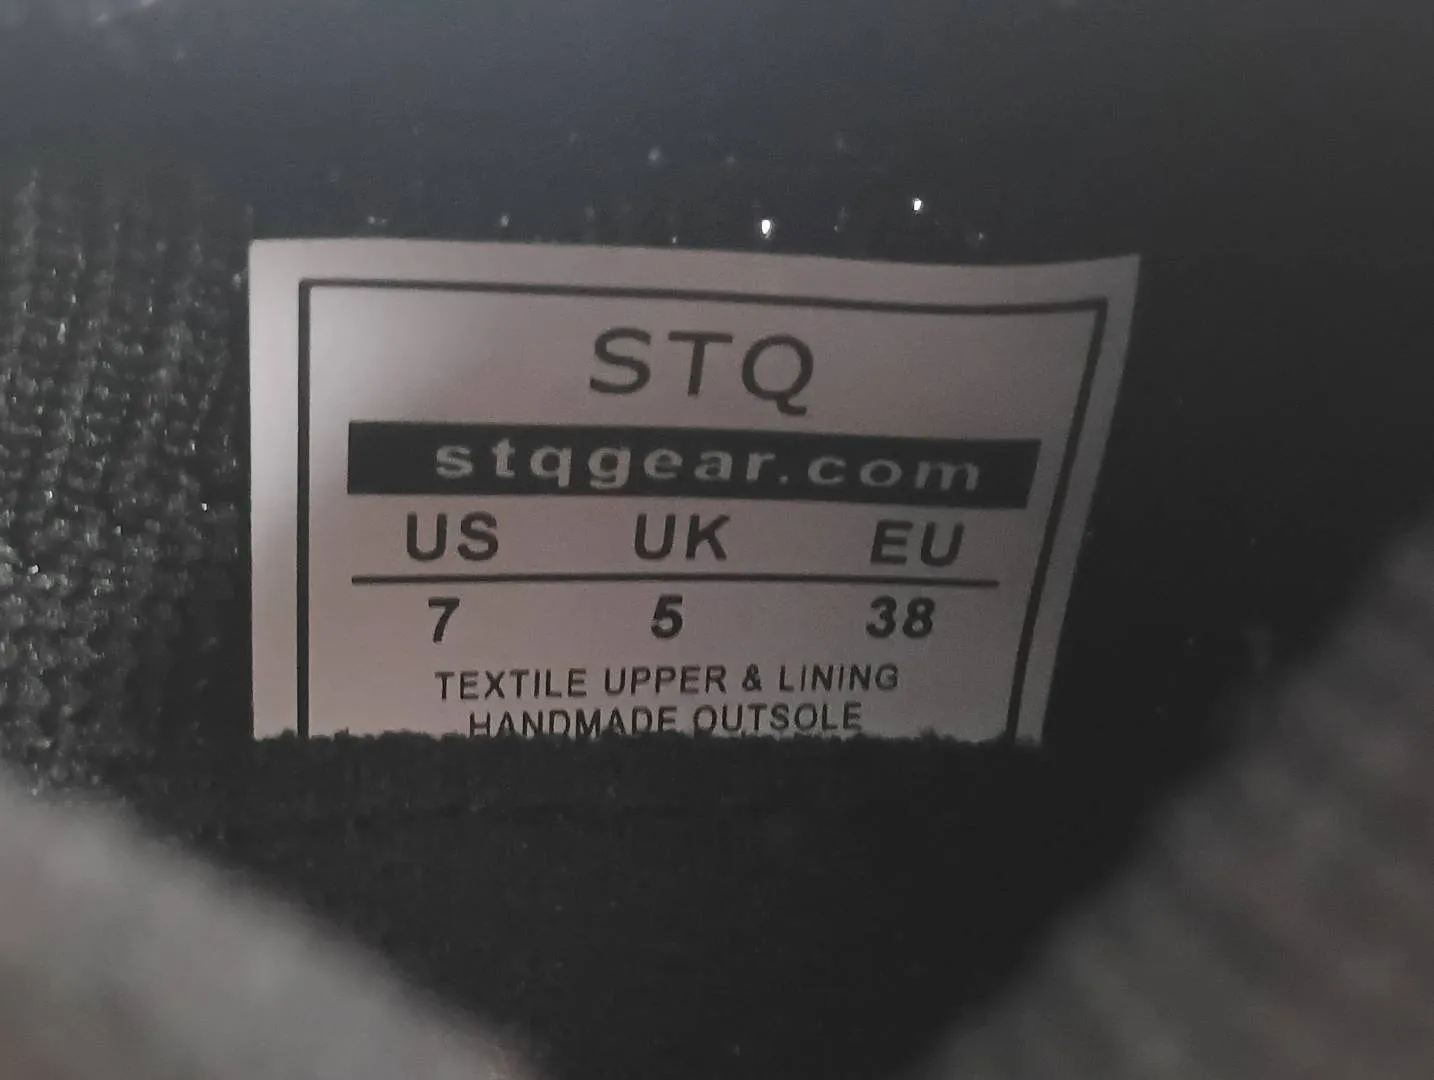 STQ
stqgear.com
US UK EU
7 5 38
TEXTILE UPPER & LINING
HANDMADE OUTSOLE